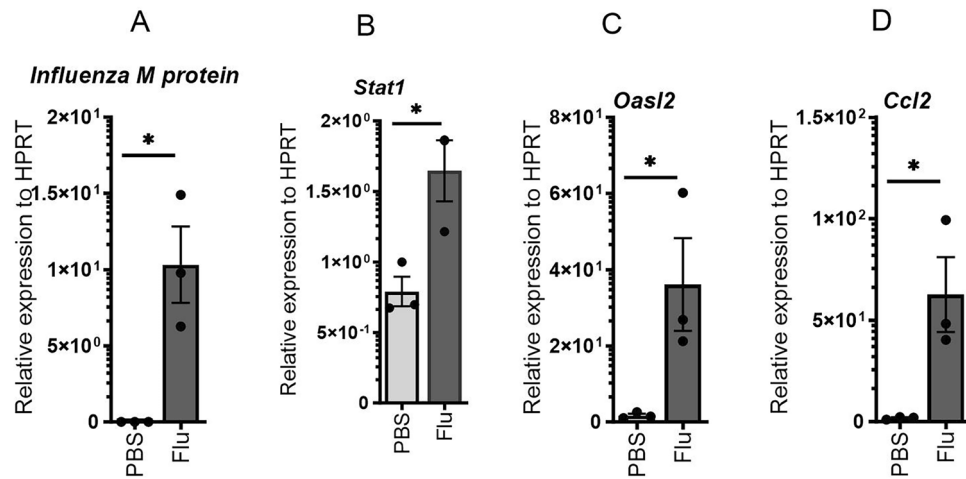 A
Influenza M protein
*
Relative expression to HPRT
2×10¹
1.5×10¹
1×10¹
5×10⁰
0
PBS
Flu
B
Stat1
*
Relative expression to HPRT
2×10⁰
1.5×10⁰
1×10⁰
5×10⁻¹
0
PBS
Flu
C
Oasl2
*
Relative expression to HPRT
8×10¹
6×10¹
4×10¹
2×10¹
0
PBS
Flu
D
Ccl2
*
Relative expression to HPRT
1.5×10²
1×10²
5×10¹
0
PBS
Flu